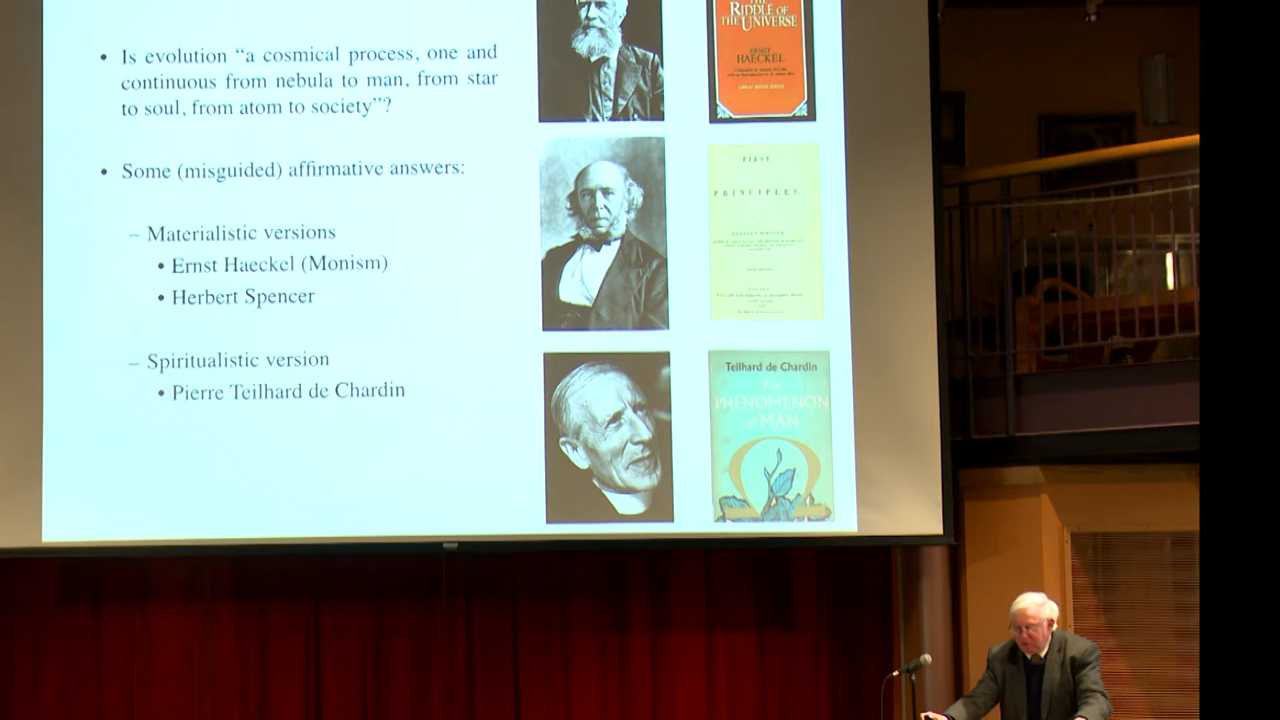 • Is evolution “a cosmical process, one and
continuous from nebula to man, from star
to soul, from atom to society”?
• Some (misguided) affirmative answers:
– Materialistic versions
• Ernst Haeckel (Monism)
• Herbert Spencer
– Spiritualistic version
• Pierre Teilhard de Chardin
THE
RIDDLE OF
THE UNIVERSE
ERNST
HAECKEL
FIRST
PRINCIPLES.
Teilhard de Chardin
The
PHENOMENON
of MAN